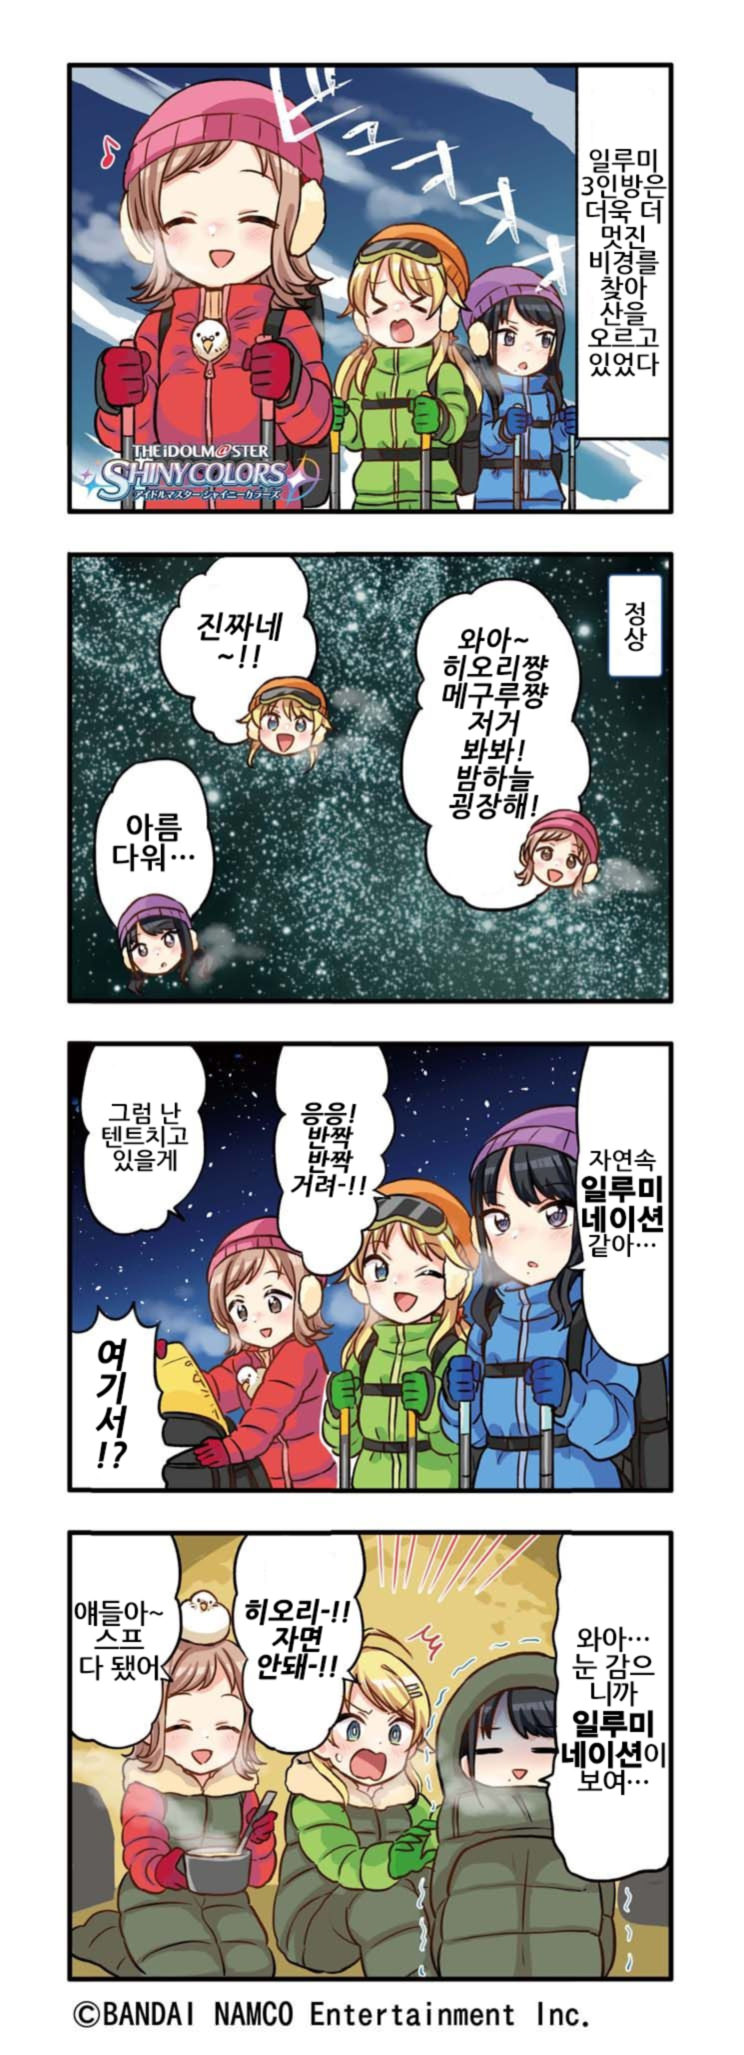 일루미
3인방은
더욱 더
멋진
비경를
찾아
산을
오르고
있었다
ビュオオオオ
THE iDOLM@STER
SHINY COLORS
アイドルマスター シャイニーカラーズ
정상
와아~
히오리쨩
메구루쨩
저거
봐봐!
밤하늘
굉장해!
진짜네
~!!
아름
다워…
자연속
일루미
네이션
같아…
응응!
반짝
반짝
거려-!!
그럼 난
텐트치고
있을게
여기서!?
와아…
눈 감으
니까
일루미
네이션이
보여…
히오리-!!
자면
안돼-!!
얘들아~
스프
다 됐어
©BANDAI NAMCO Entertainment Inc.